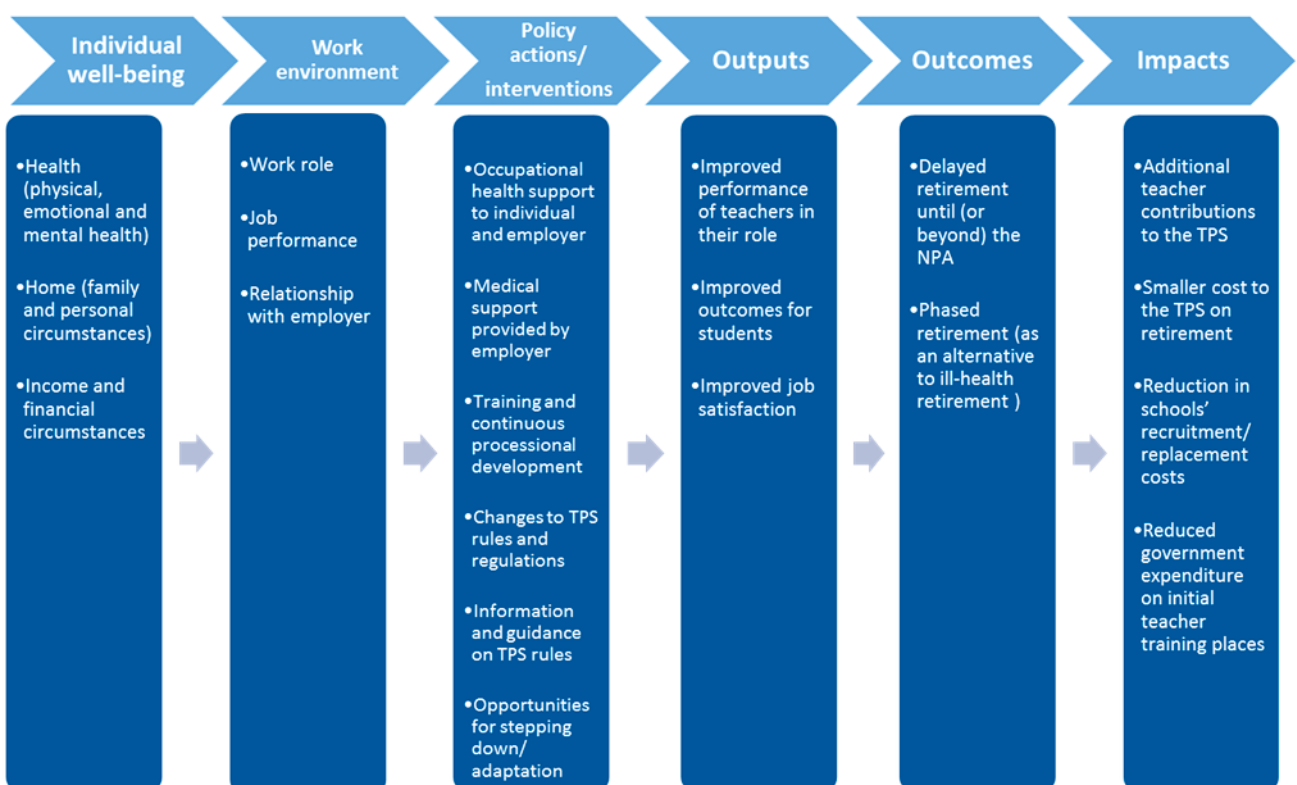 Individual
well-being
Work
environment
Policy
actions/
interventions
Outputs
Outcomes
Impacts
•Health
(physical,
emotional and
mental health)
•Home (family
and personal
circumstances)
•Income and
financial
circumstances
•Work role
•Job
performance
•Relationship
with employer
•Occupational
health support
to individual
and employer
•Medical
support
provided by
employer
•Training and
continuous
processional
development
•Changes to TPS
rules and
regulations
•Information
and guidance
on TPS rules
•Opportunities
for stepping
down/
adaptation
•Improved
performance
of teachers in
their role
•Improved
outcomes for
students
•Improved job
satisfaction
•Delayed
retirement
until (or
beyond) the
NPA
•Phased
retirement (as
an alternative
to ill-health
retirement )
•Additional
teacher
contributions
to the TPS
•Smaller cost to
the TPS on
retirement
•Reduction in
schools'
recruitment/
replacement
costs
•Reduced
government
expenditure
on initial
teacher
training places